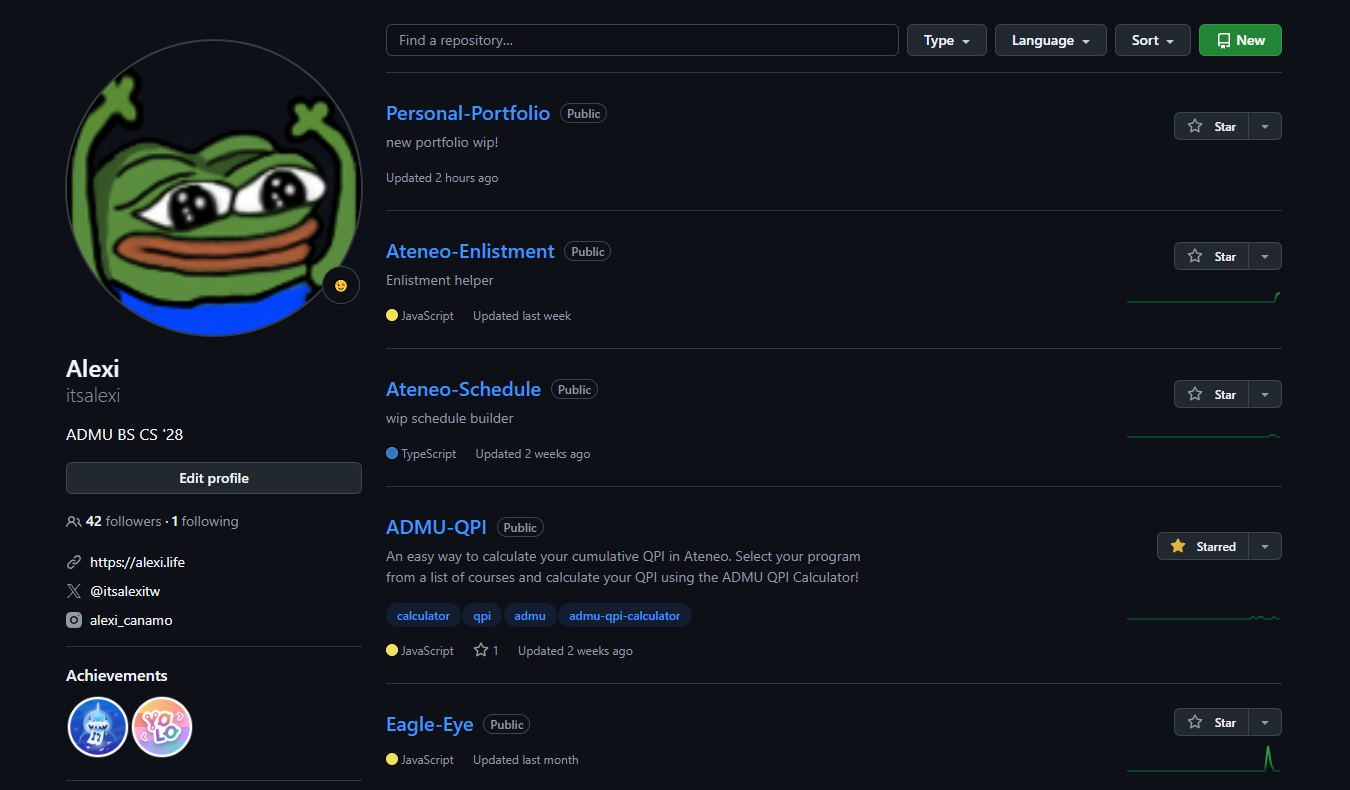 Find a repository...
Type
Language
Sort
New
Personal-Portfolio Public
new portfolio wip!
Updated 2 hours ago
Star
Ateneo-Enlistment Public
Enlistment helper
JavaScript Updated last week
Star
Ateneo-Schedule Public
wip schedule builder
TypeScript Updated 2 weeks ago
Star
ADMU-QPI Public
An easy way to calculate your cumulative QPI in Ateneo. Select your program
from a list of courses and calculate your QPI using the ADMU QPI Calculator!
calculator qpi admu admu-qpi-calculator
JavaScript 1 Updated 2 weeks ago
Starred
Eagle-Eye Public
JavaScript Updated last month
Star
Alexi
itsalexi
ADMU BS CS '28
Edit profile
42 followers · 1 following
https://alexi.life
@itsalexitw
alexi_canamo
Achievements
YOLO